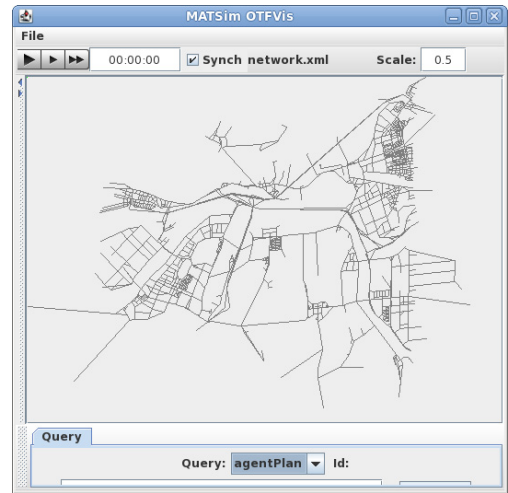 MATSim OTFVis
File
00:00:00 Synch network.xml Scale: 0.5
Query
Query: agentPlan Id: